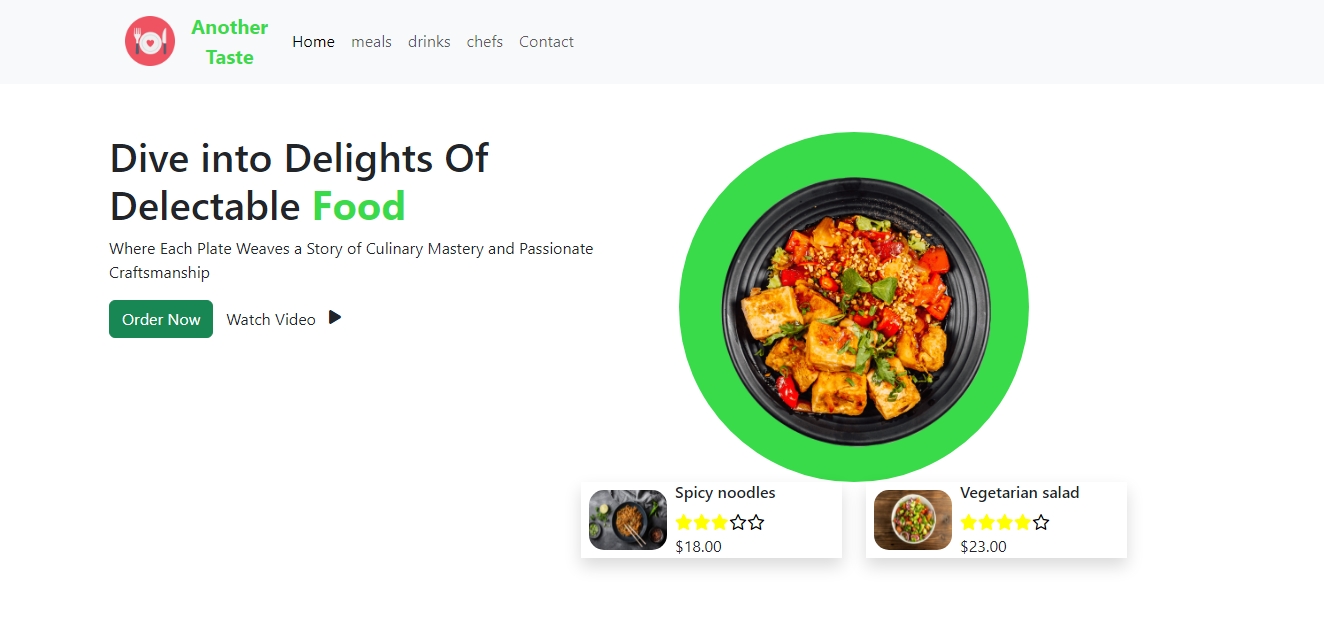 Another
Taste
Home meals drinks chefs Contact
Dive into Delights Of
Delectable Food
Where Each Plate Weaves a Story of Culinary Mastery and Passionate
Craftsmanship
Order Now Watch Video
Spicy noodles
$18.00
Vegetarian salad
$23.00